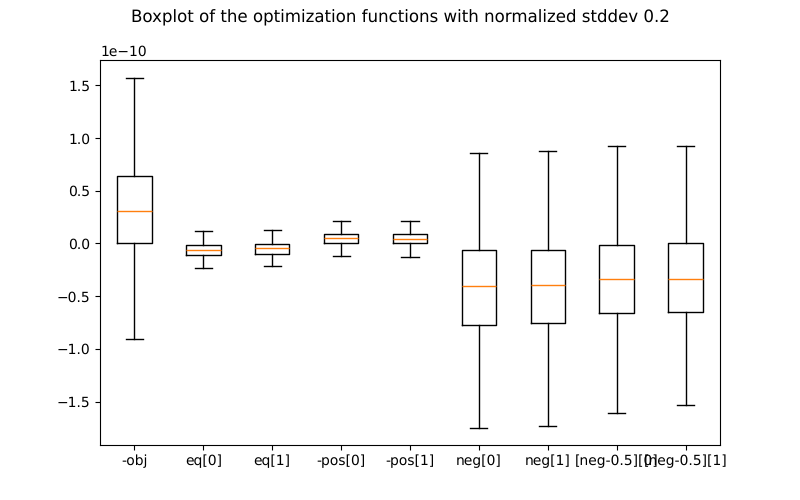 Boxplot of the optimization functions with normalized stddev 0.2
1e−10
1.5
1.0
0.5
0.0
−0.5
−1.0
−1.5
-obj eq[0] eq[1] -pos[0] -pos[1] neg[0] neg[1] [neg-0.5][0] [neg-0.5][1]